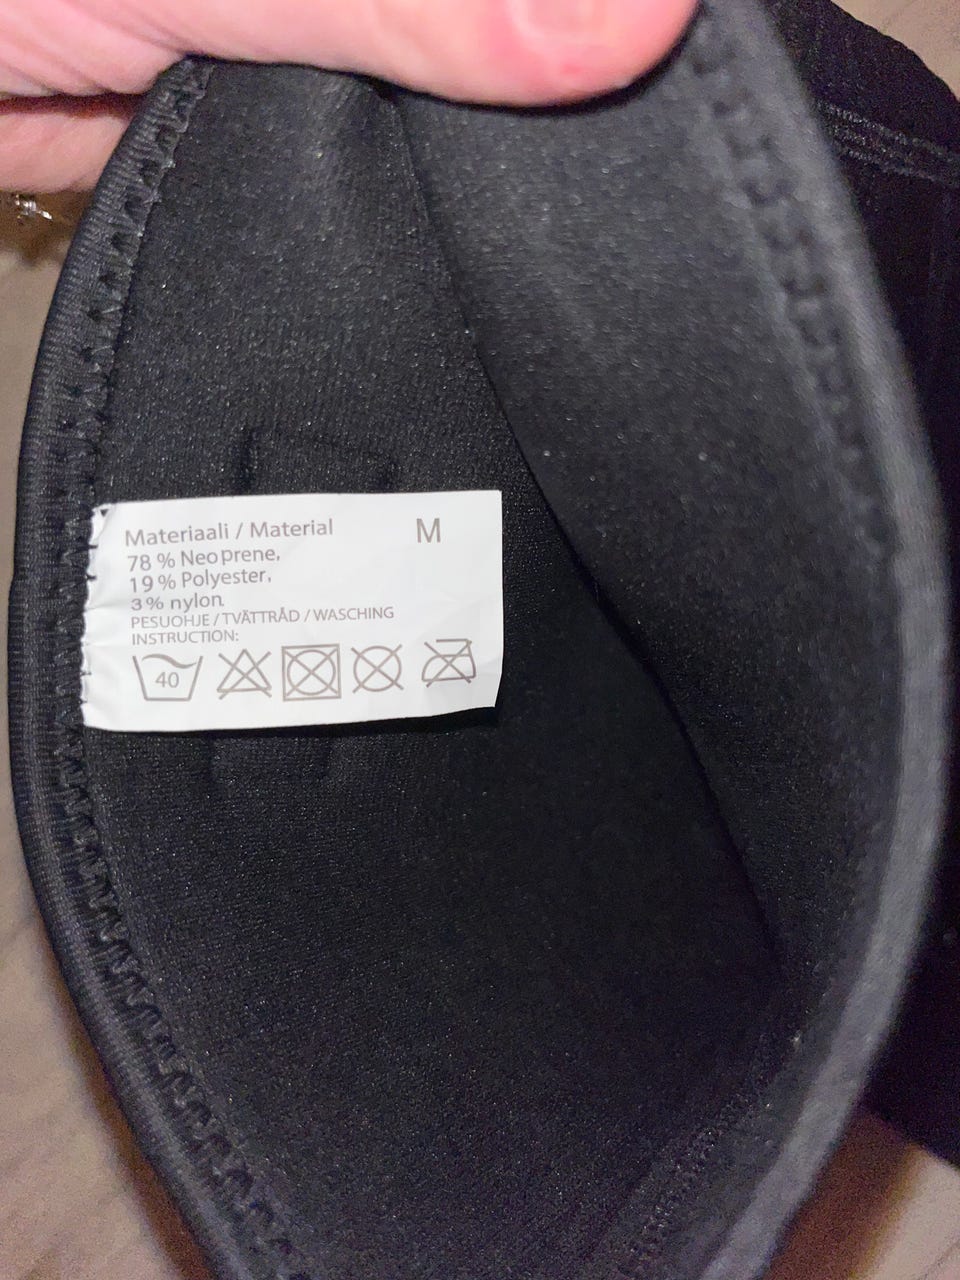 Materiaali / Material M
78 % Neoprene,
19 % Polyester,
3 % nylon,
PESUOHJE / TVÄTTRÅD / WASCHING
INSTRUCTION:
40